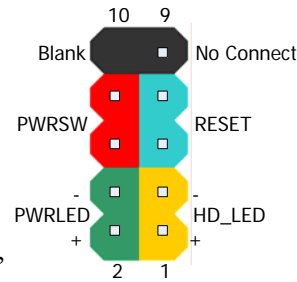 10 9
Blank No Connect
PWRSW RESET
- -
PWRLED HD_LED
+ +
,
2 1